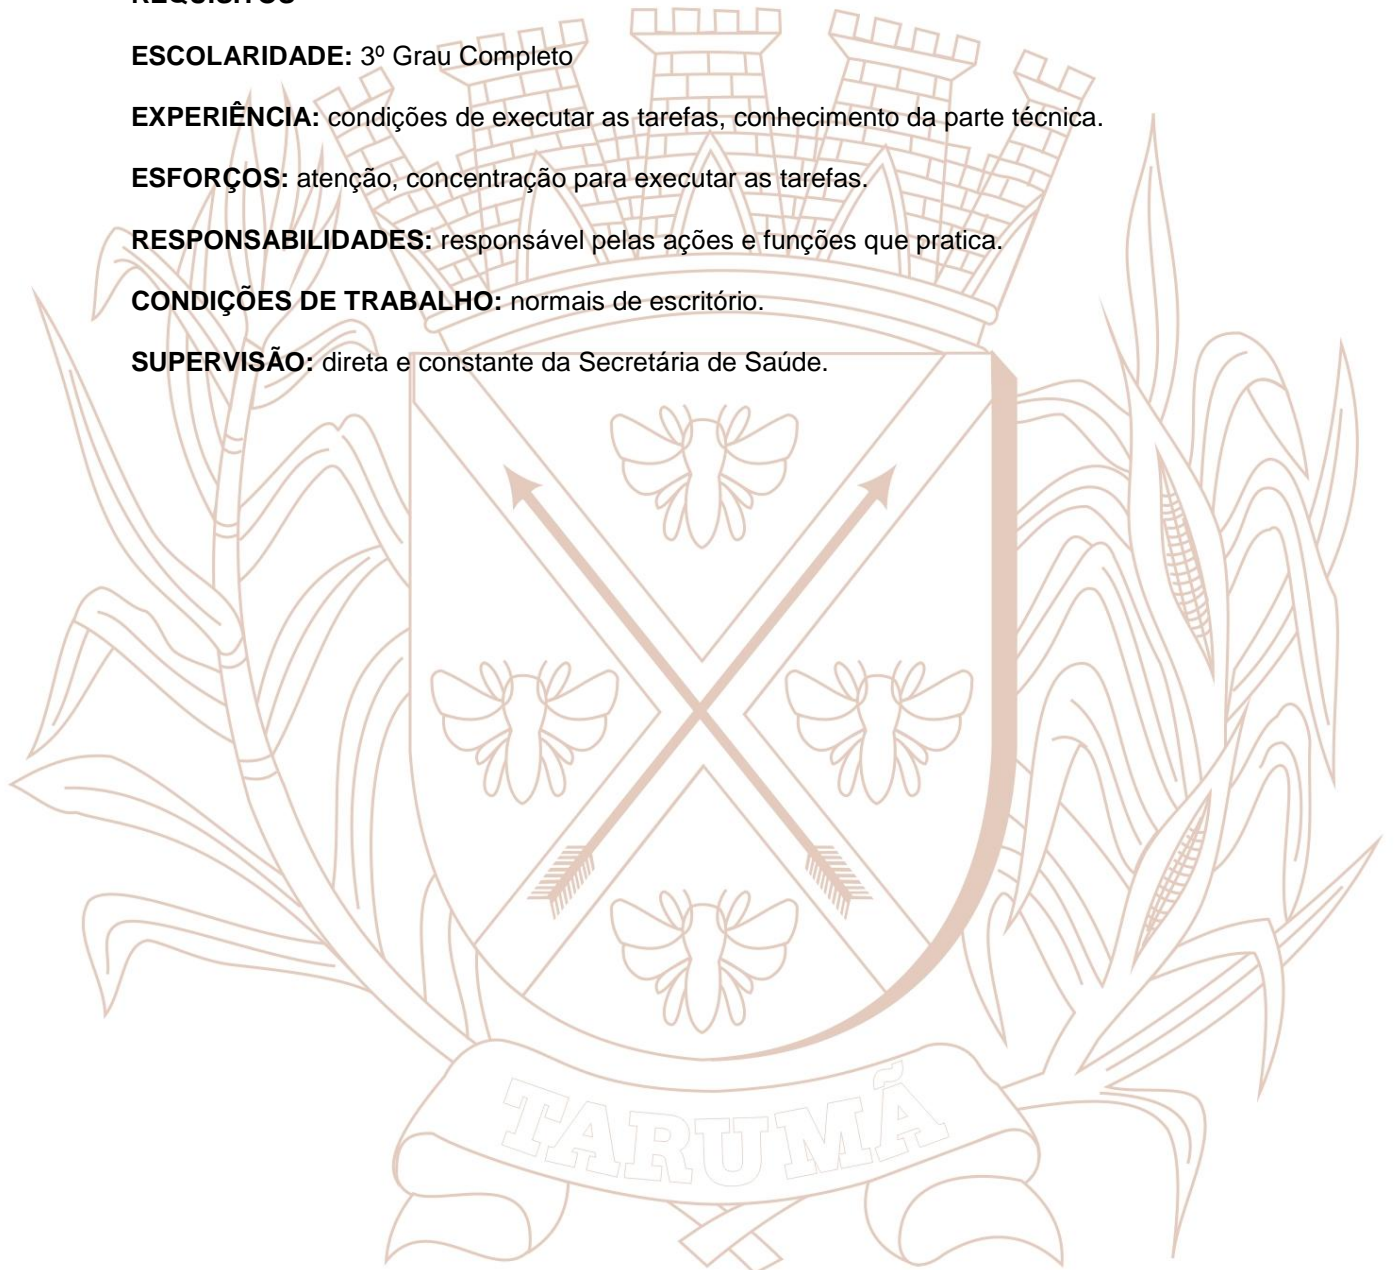 REQUISITOS
ESCOLARIDADE: 3º Grau Completo
EXPERIÊNCIA: condições de executar as tarefas, conhecimento da parte técnica.
ESFORÇOS: atenção, concentração para executar as tarefas.
RESPONSABILIDADES: responsável pelas ações e funções que pratica.
CONDIÇÕES DE TRABALHO: normais de escritório.
SUPERVISÃO: direta e constante da Secretária de Saúde.
TARUMÃ